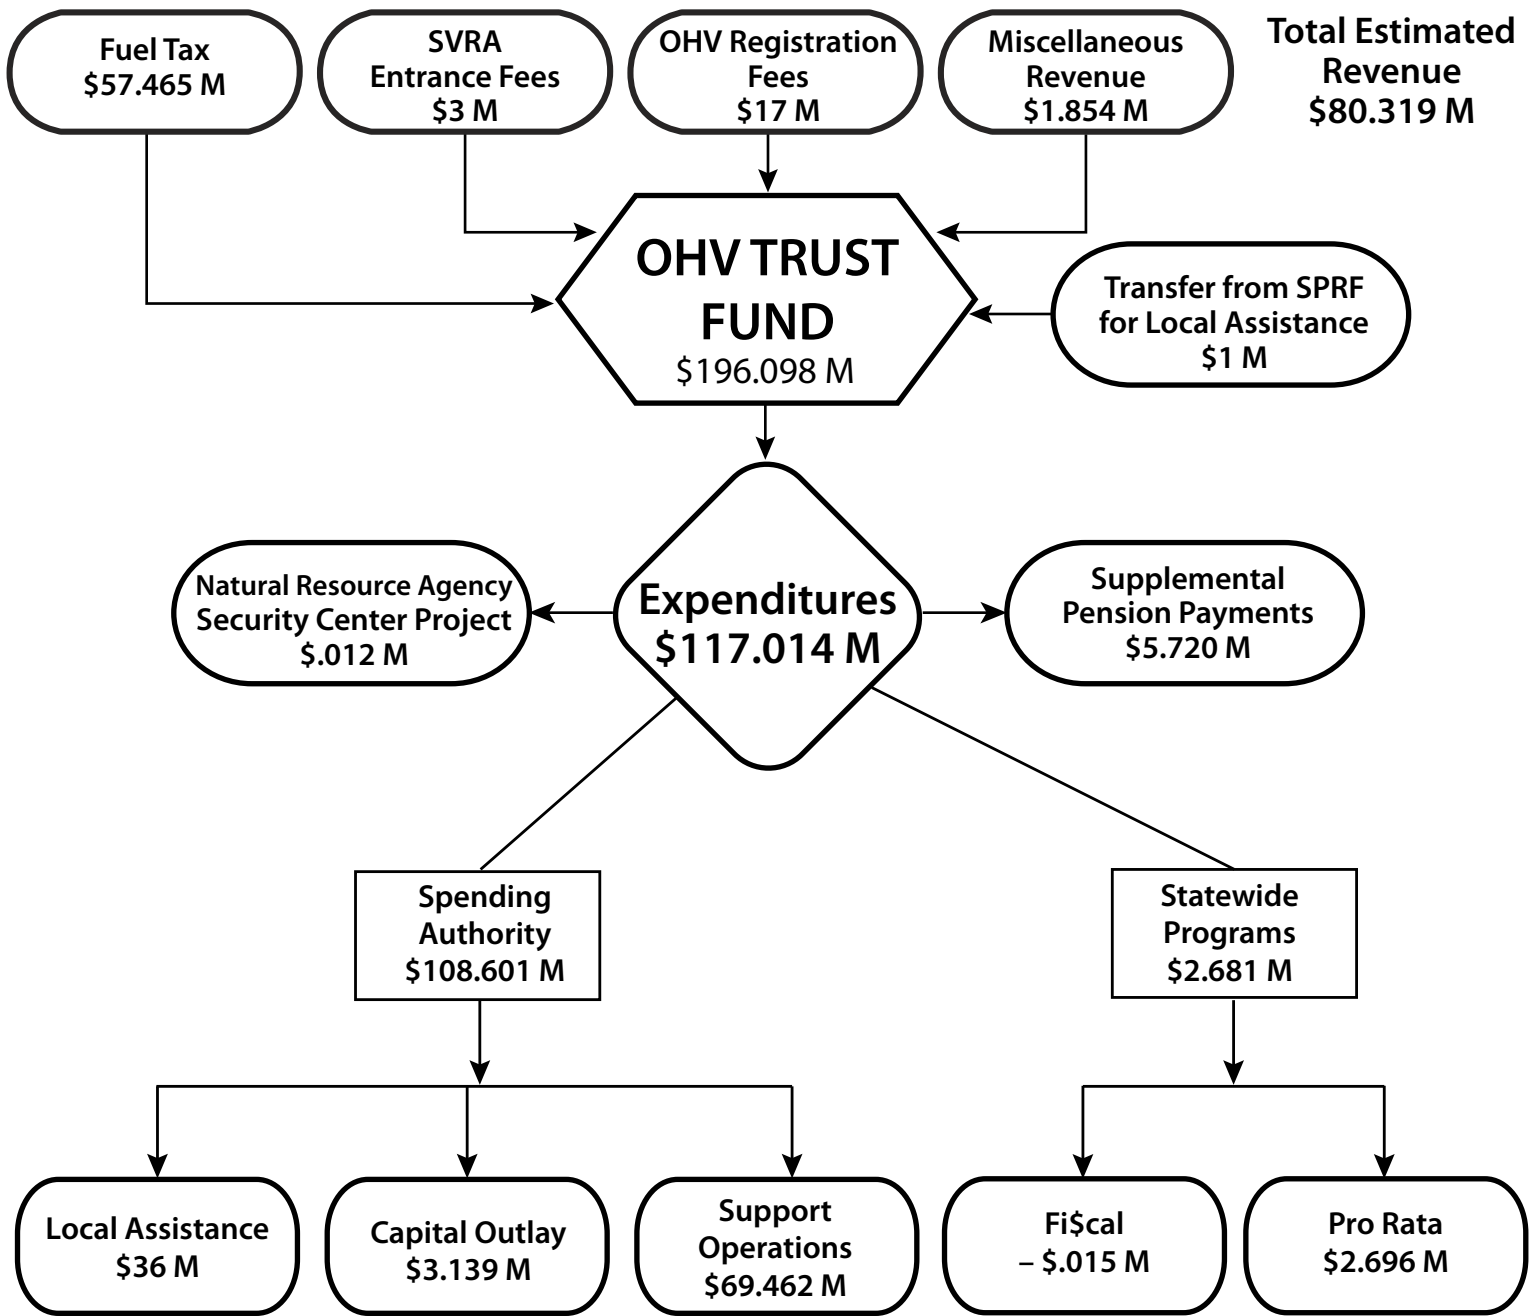 Fuel Tax
$57.465 M
SVRA
Entrance Fees
$3 M
OHV Registration
Fees
$17 M
Miscellaneous
Revenue
$1.854 M
Total Estimated
Revenue
$80.319 M
OHV TRUST
FUND
$196.098 M
Transfer from SPRF
for Local Assistance
$1 M
Natural Resource Agency
Security Center Project
$.012 M
Expenditures
$117.014 M
Supplemental
Pension Payments
$5.720 M
Spending
Authority
$108.601 M
Statewide
Programs
$2.681 M
Local Assistance
$36 M
Capital Outlay
$3.139 M
Support
Operations
$69.462 M
Fi$cal
– $.015 M
Pro Rata
$2.696 M